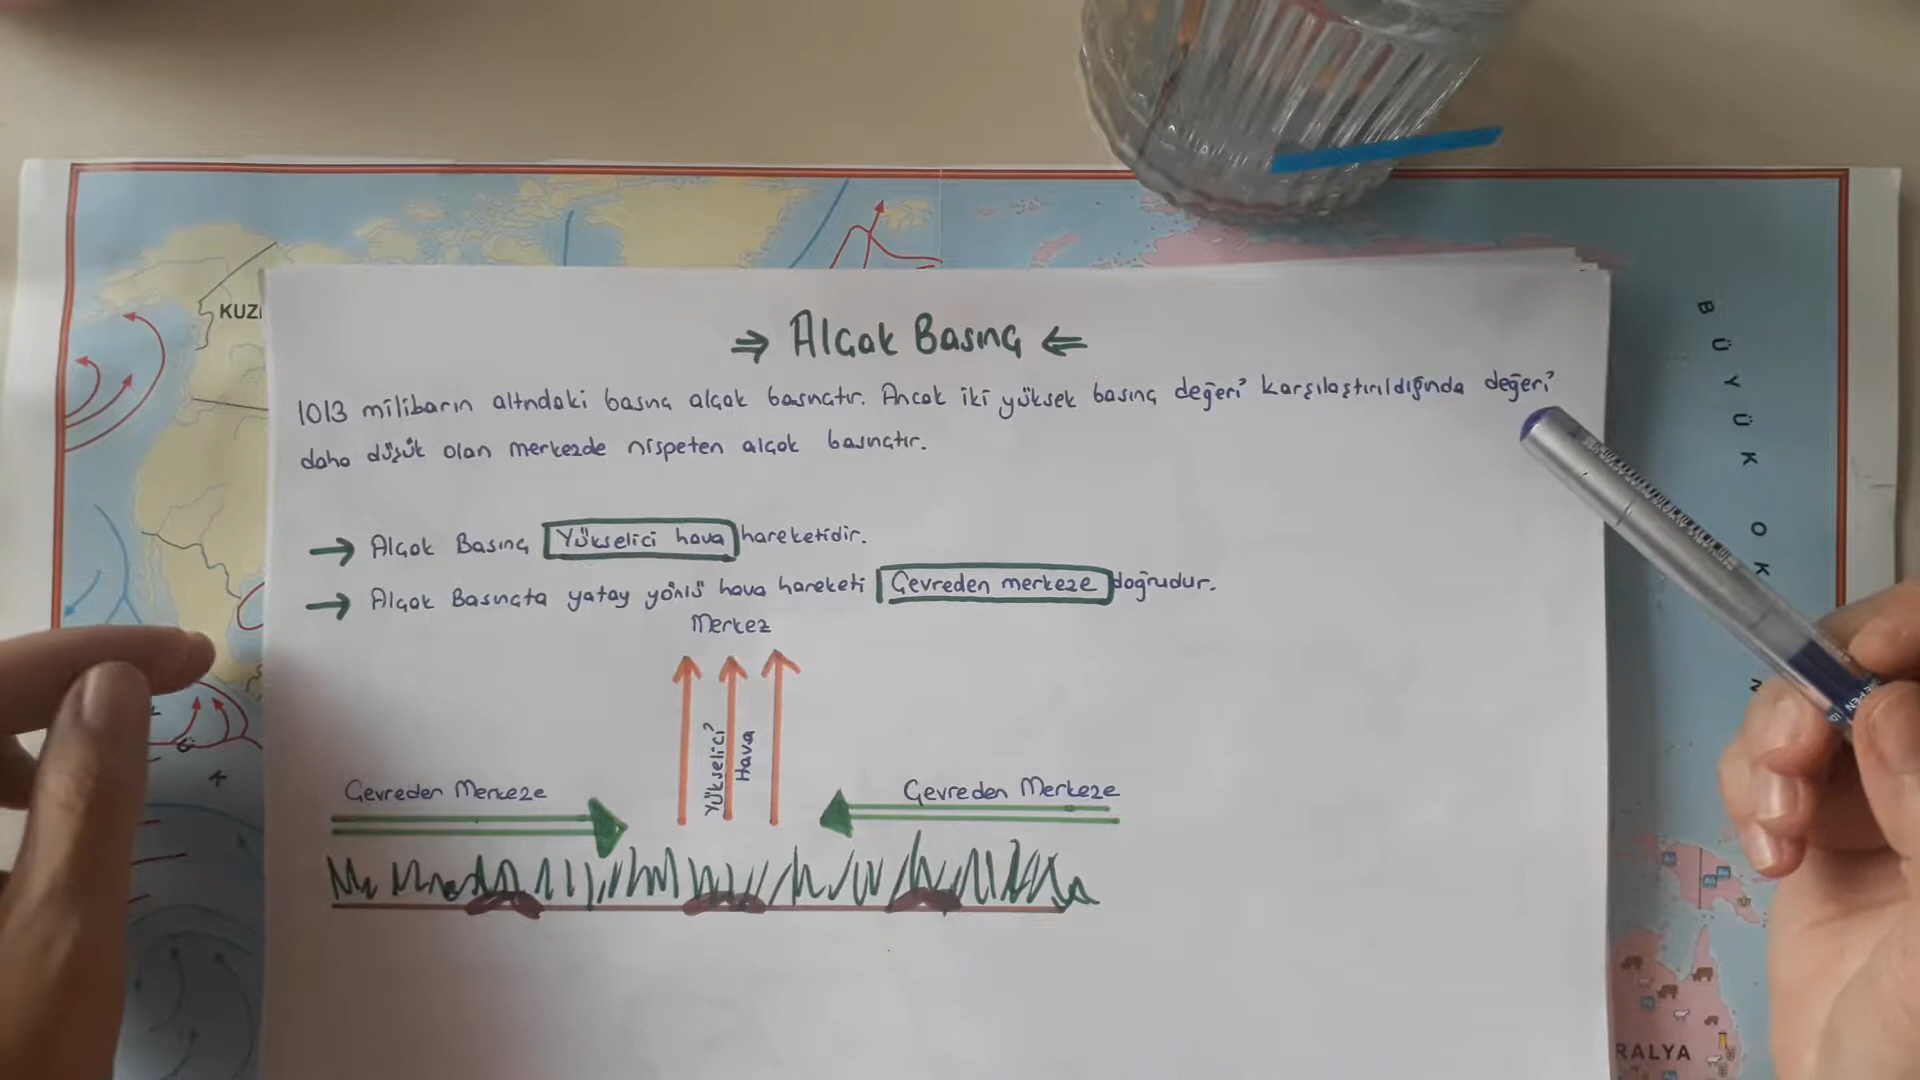 KUZ
⇒ Alçak Basınç ⇐
1013 milibarın altındaki basınç alçak basınçtır. Ancak iki yüksek basınç değeri karşılaştırıldığında değeri
daha düşük olan merkezde nispeten alçak basınçtır.
→ Alçak Basınç Yükselici hava hareketidir.
→ Alçak Basınçta yatay yönlü hava hareketi Çevreden merkeze doğrudur.
Merkez
Yükselici
Hava
Çevreden Merkeze
Çevreden Merkeze
BÜYÜK OK
N
RALYA